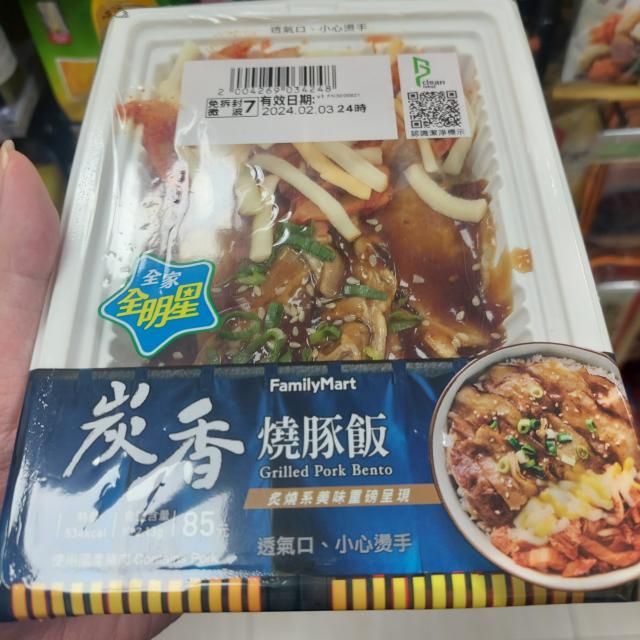 透氣口、小心燙手
2 004269 034248
免拆封
微波
7
有效日期:
2024.02.03 24時
clean
認識潔淨標示
全家
全明星
FamilyMart
炭香
燒豚飯
Grilled Pork Bento
炙燒系美味重磅呈現
85元
透氣口、小心燙手